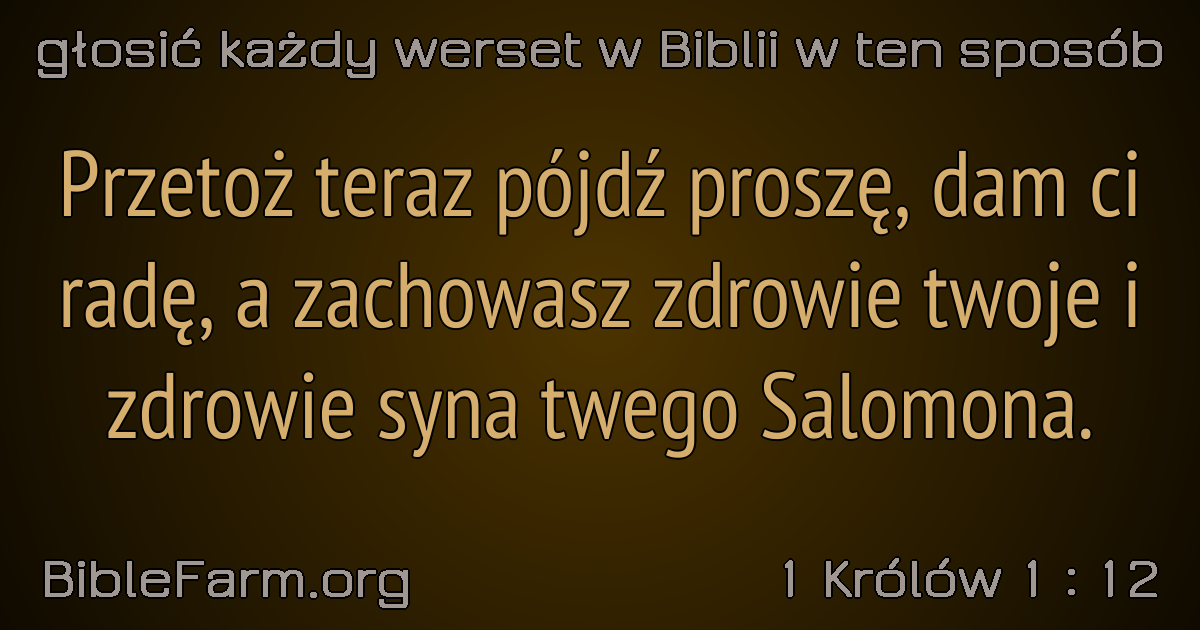 głosić każdy werset w Biblii w ten sposób
Przetoż teraz pójdź proszę, dam ci
radę, a zachowasz zdrowie twoje i
zdrowie syna twego Salomona.
BibleFarm.org
1 Królów 1 : 12